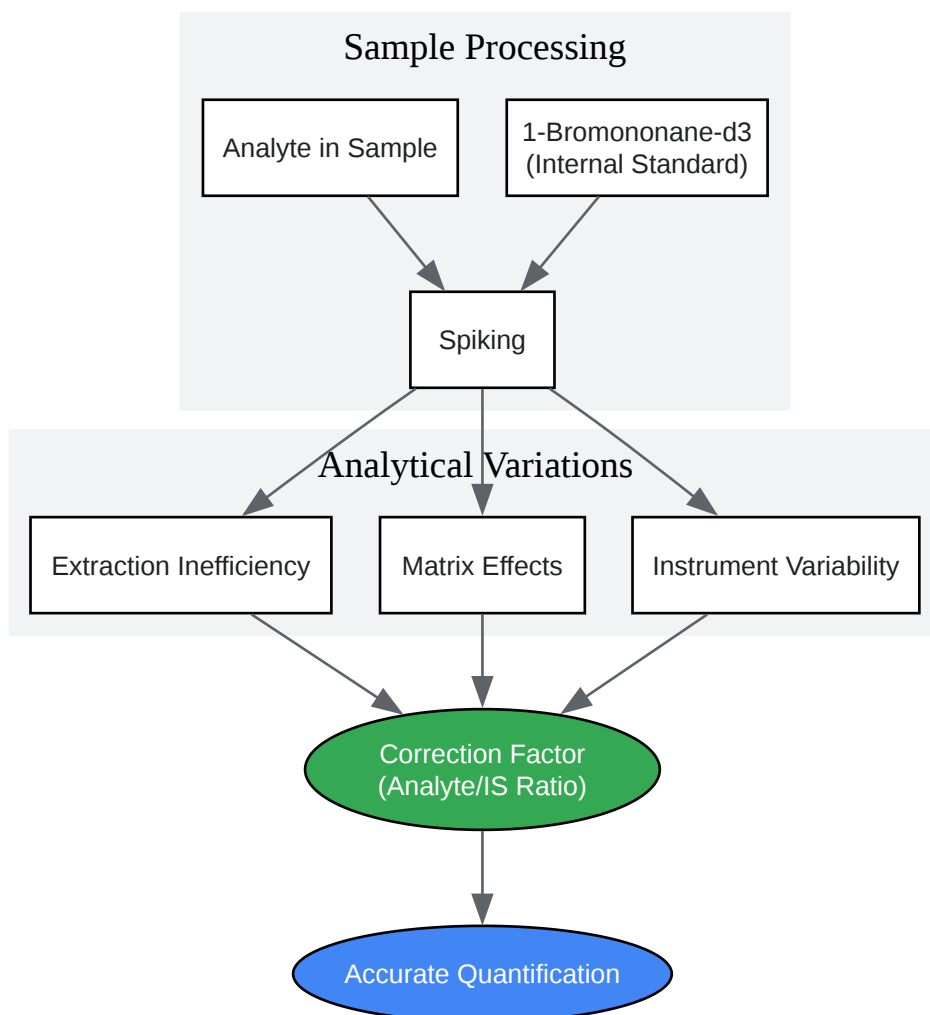 Sample Processing
Analyte in Sample
1-Bromononane-d3
(Internal Standard)
Spiking
Analytical Variations
Extraction Inefficiency
Matrix Effects
Instrument Variability
Correction Factor
(Analyte/IS Ratio)
Accurate Quantification